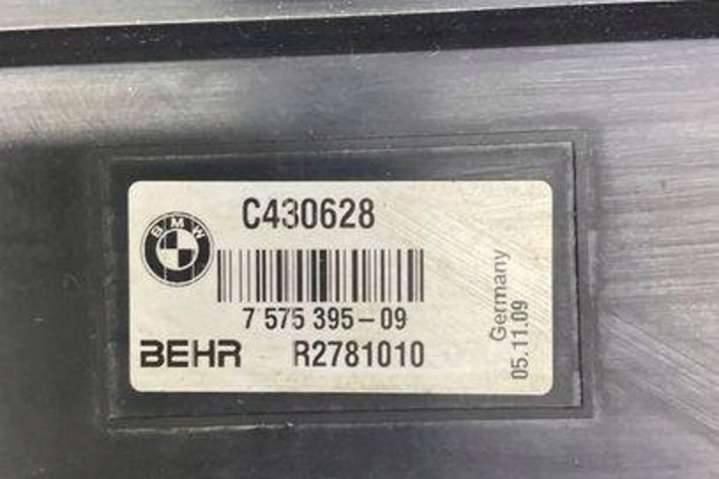 C430628
BMW
7 575 395-09
BEHR R2781010
Germany
05.11.09